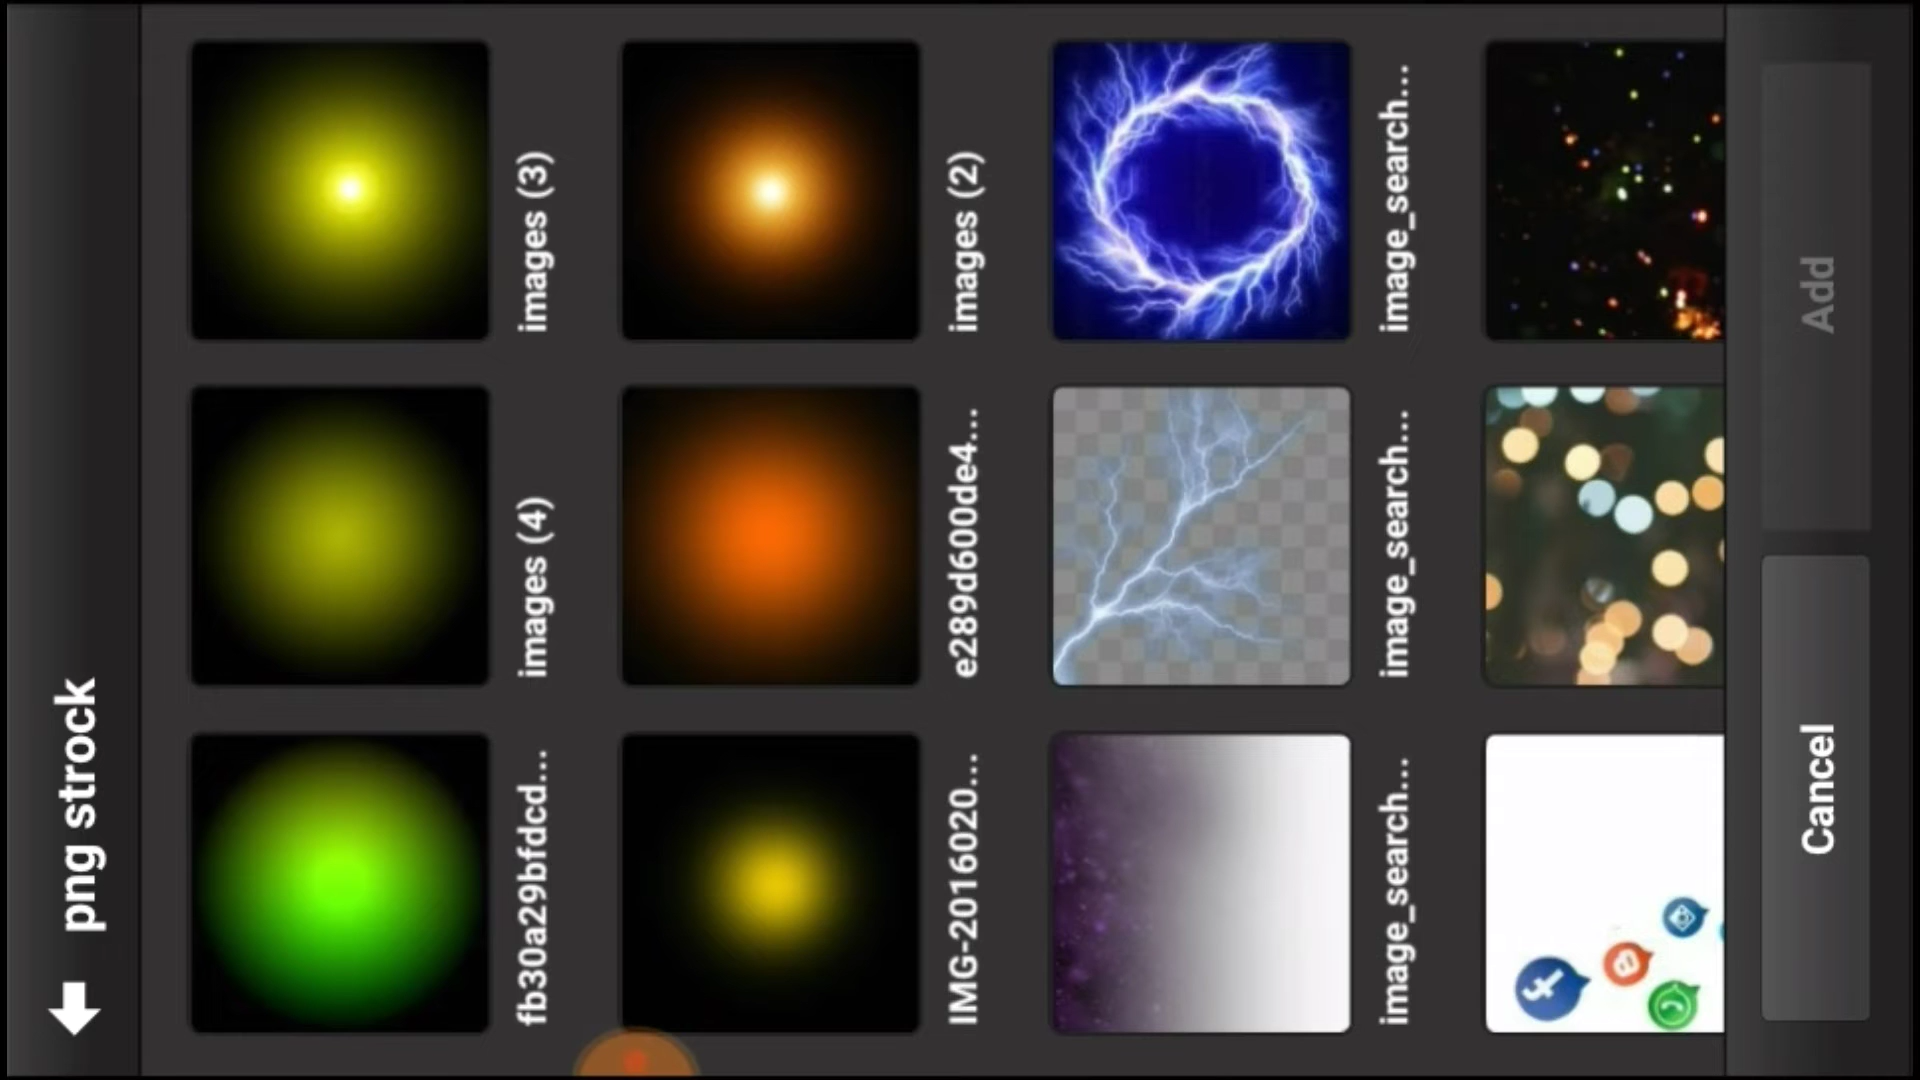 png strock
fb30a29bfdcd...
images (4)
images (3)
IMG-2016020...
e289d600de4...
images (2)
image_search...
image_search...
image_search...
Cancel
Add